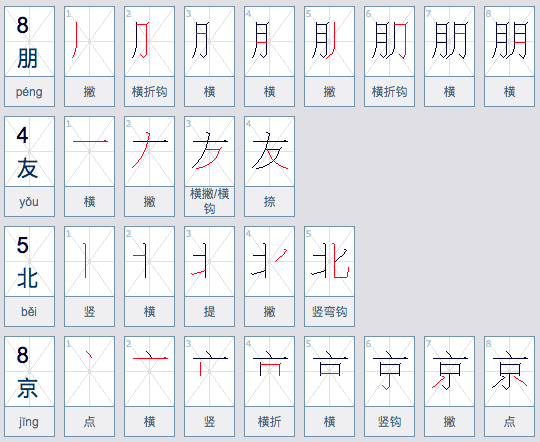 8 1 2 3 4 5 6 7 8
朋
péng 撇 横折钩 横 横 撇 横折钩 横 横
4 1 2 3 4
友
yǒu 横 撇 横撇/横钩 捺
5 1 2 3 4 5
北
běi 竖 横 提 撇 竖弯钩
8 1 2 3 4 5 6 7 8
京
jīng 点 横 竖 横折 横 竖钩 撇 点